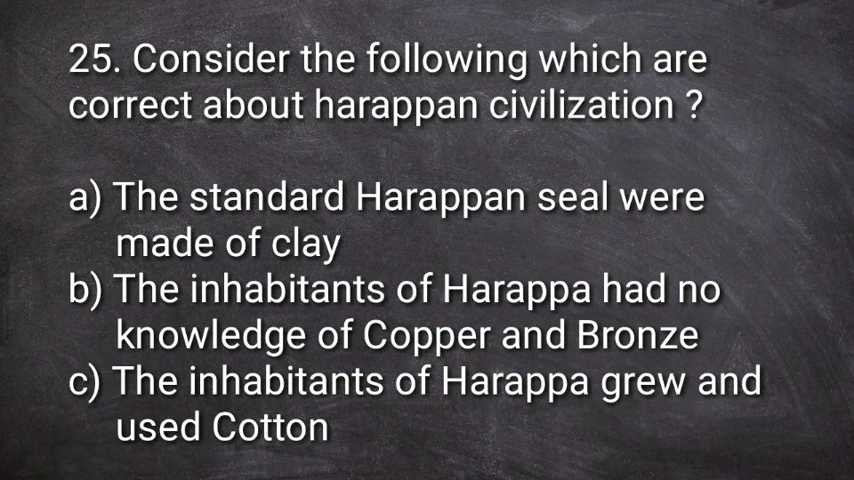 25. Consider the following which are
correct about harappan civilization ?
a) The standard Harappan seal were
made of clay
b) The inhabitants of Harappa had no
knowledge of Copper and Bronze
c) The inhabitants of Harappa grew and
used Cotton